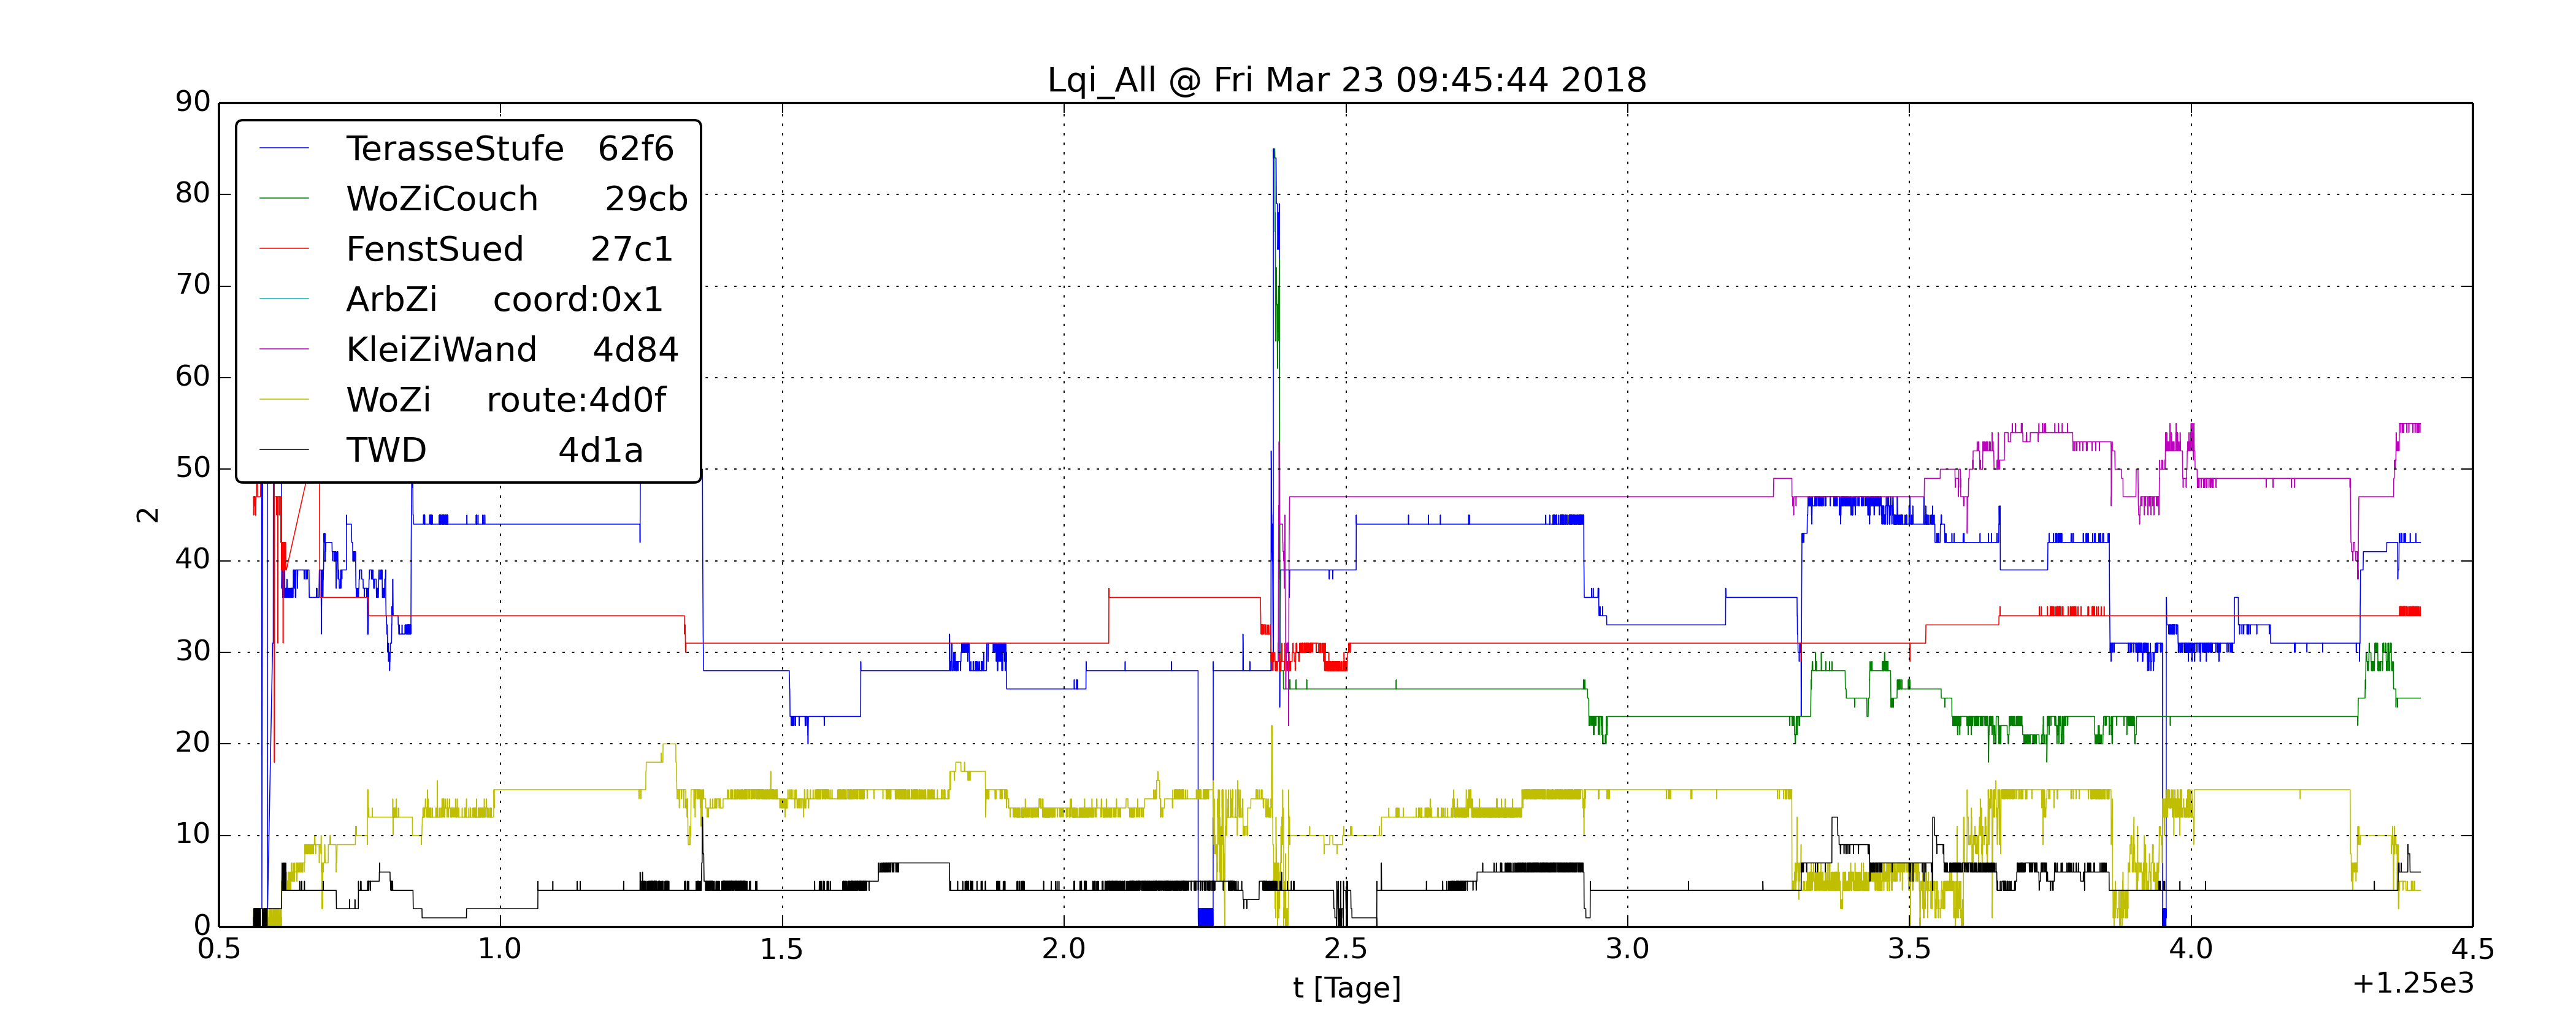 Lqi_All @ Fri Mar 23 09:45:44 2018
90
80
70
60
50
40
30
20
10
0
2
TerasseStufe 62f6
WoZiCouch 29cb
FenstSued 27c1
ArbZi coord:0x1
KleiZiWand 4d84
WoZi route:4d0f
TWD 4d1a
0.5 1.0 1.5 2.0 2.5 3.0 3.5 4.0 4.5
t [Tage]
+1.25e3